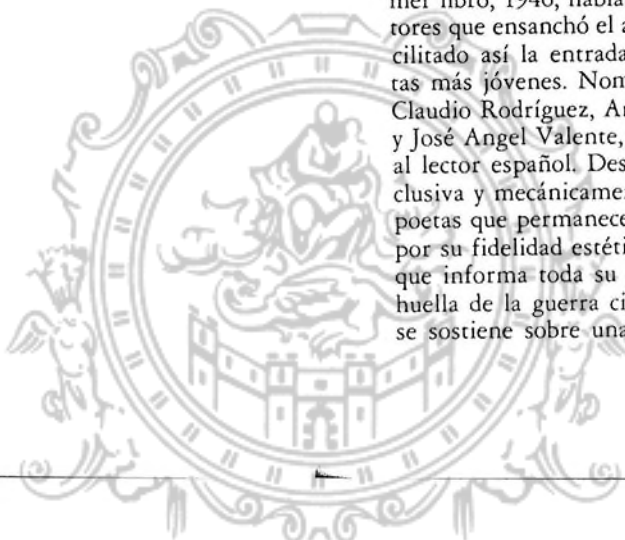 mer libro, 1946, había
tores que ensanchó el a
cilitado así la entrada
tas más jóvenes. Nom
Claudio Rodríguez, Ar
y José Angel Valente,
al lector español. Des
clusiva y mecánicame
poetas que permanece
por su fidelidad estéti
que informa toda su
huella de la guerra ci
se sostiene sobre una